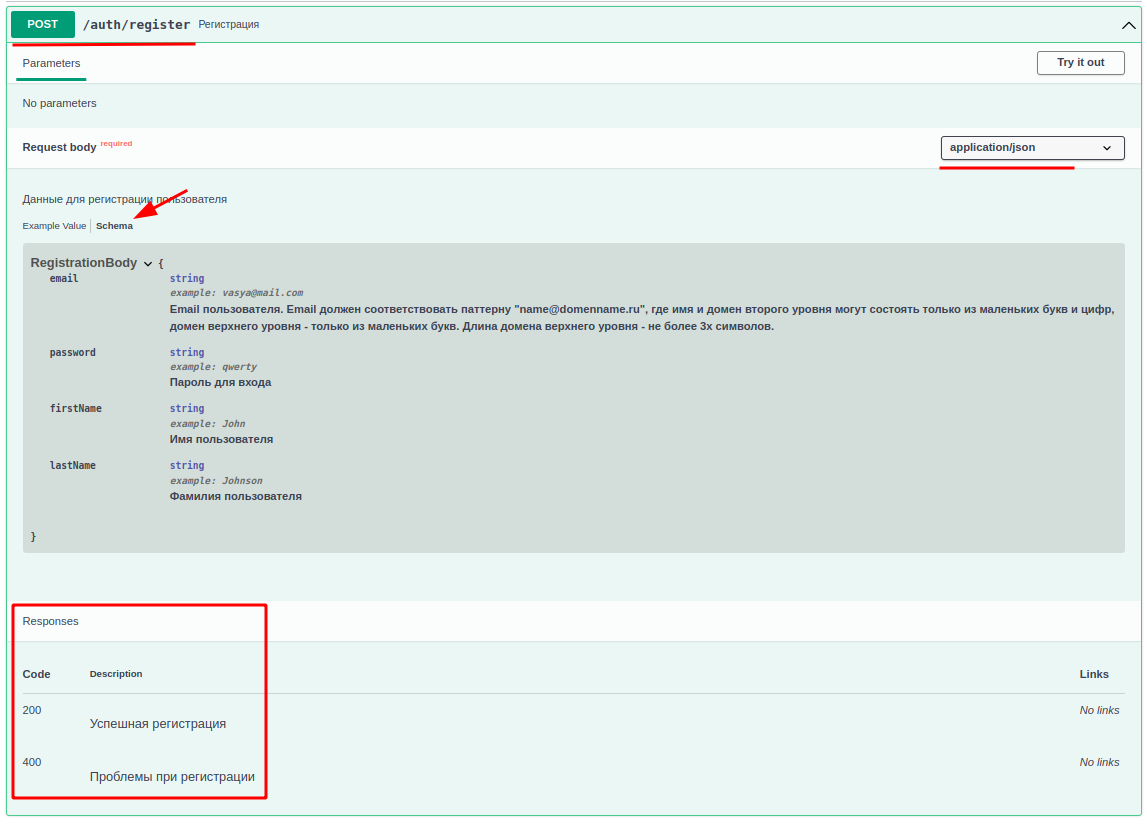 POST /auth/register Регистрация
Parameters
Try it out
No parameters
Request body required
application/json
Данные для регистрации пользователя
Example Value Schema
RegistrationBody {
email string
example: vasya@mail.com
Email пользователя. Email должен соответствовать паттерну "name@domenname.ru", где имя и домен второго уровня могут состоять только из маленьких букв и цифр,
домен верхнего уровня - только из маленьких букв. Длина домена верхнего уровня - не более 3х символов.
password string
example: qwerty
Пароль для входа
firstName string
example: John
Имя пользователя
lastName string
example: Johnson
Фамилия пользователя
}
Responses
Code Description Links
200 No links
Успешная регистрация
400 No links
Проблемы при регистрации